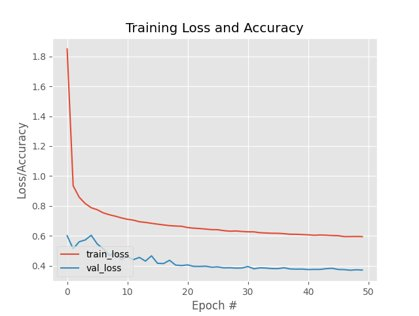 Training Loss and Accuracy
Loss/Accuracy
1.8
1.6
1.4
1.2
1.0
0.8
0.6
0.4
train_loss
val_loss
0 10 20 30 40 50
Epoch #